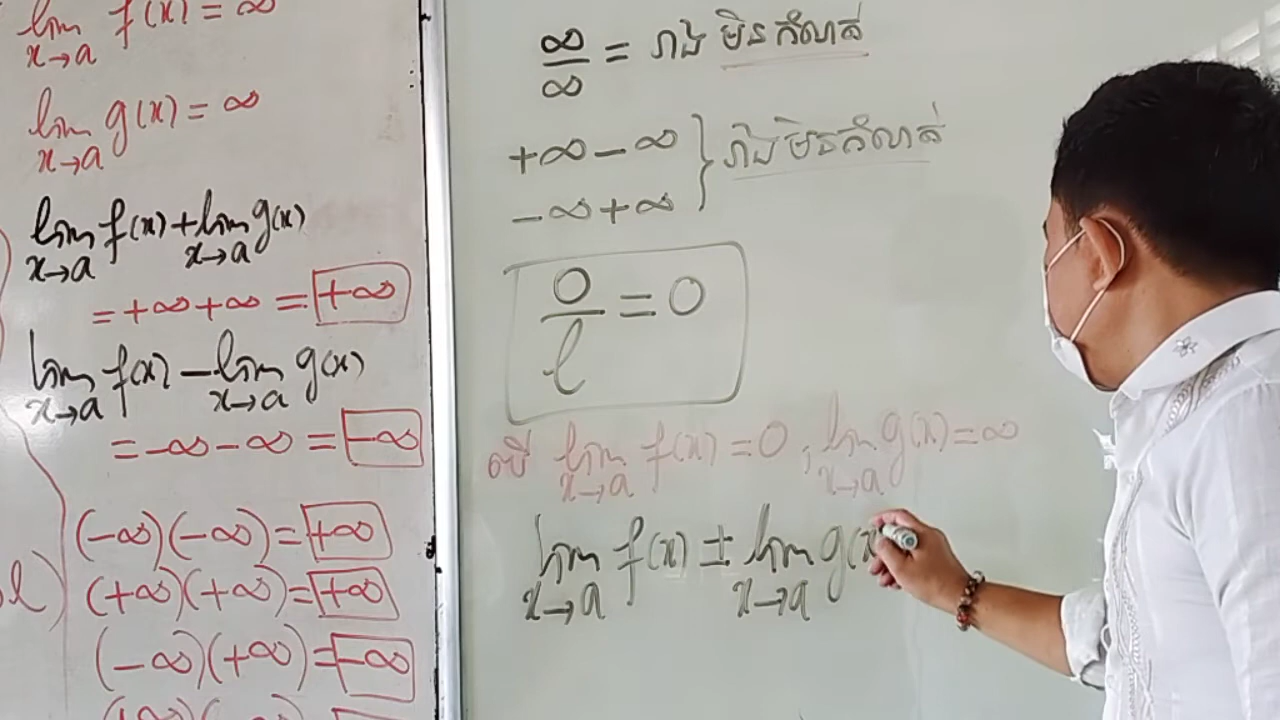 lim f(x) = ∞
x→a
lim g(x) = ∞
x→a
lim f(x) + lim g(x)
x→a x→a
= +∞ +∞ = +∞
lim f(x) − lim g(x)
x→a x→a
= −∞ − ∞ = −∞
(−∞)(−∞) = +∞
(+∞)(+∞) = +∞
(−∞)(+∞) = −∞
∞/∞ = រាងមិនកំណត់
+∞ − ∞
−∞ + ∞ } រាងមិនកំណត់
0/l = 0
បើ lim f(x) = 0 , lim g(x) = ∞
x→a x→a
lim f(x) ± lim g(x
x→a x→a